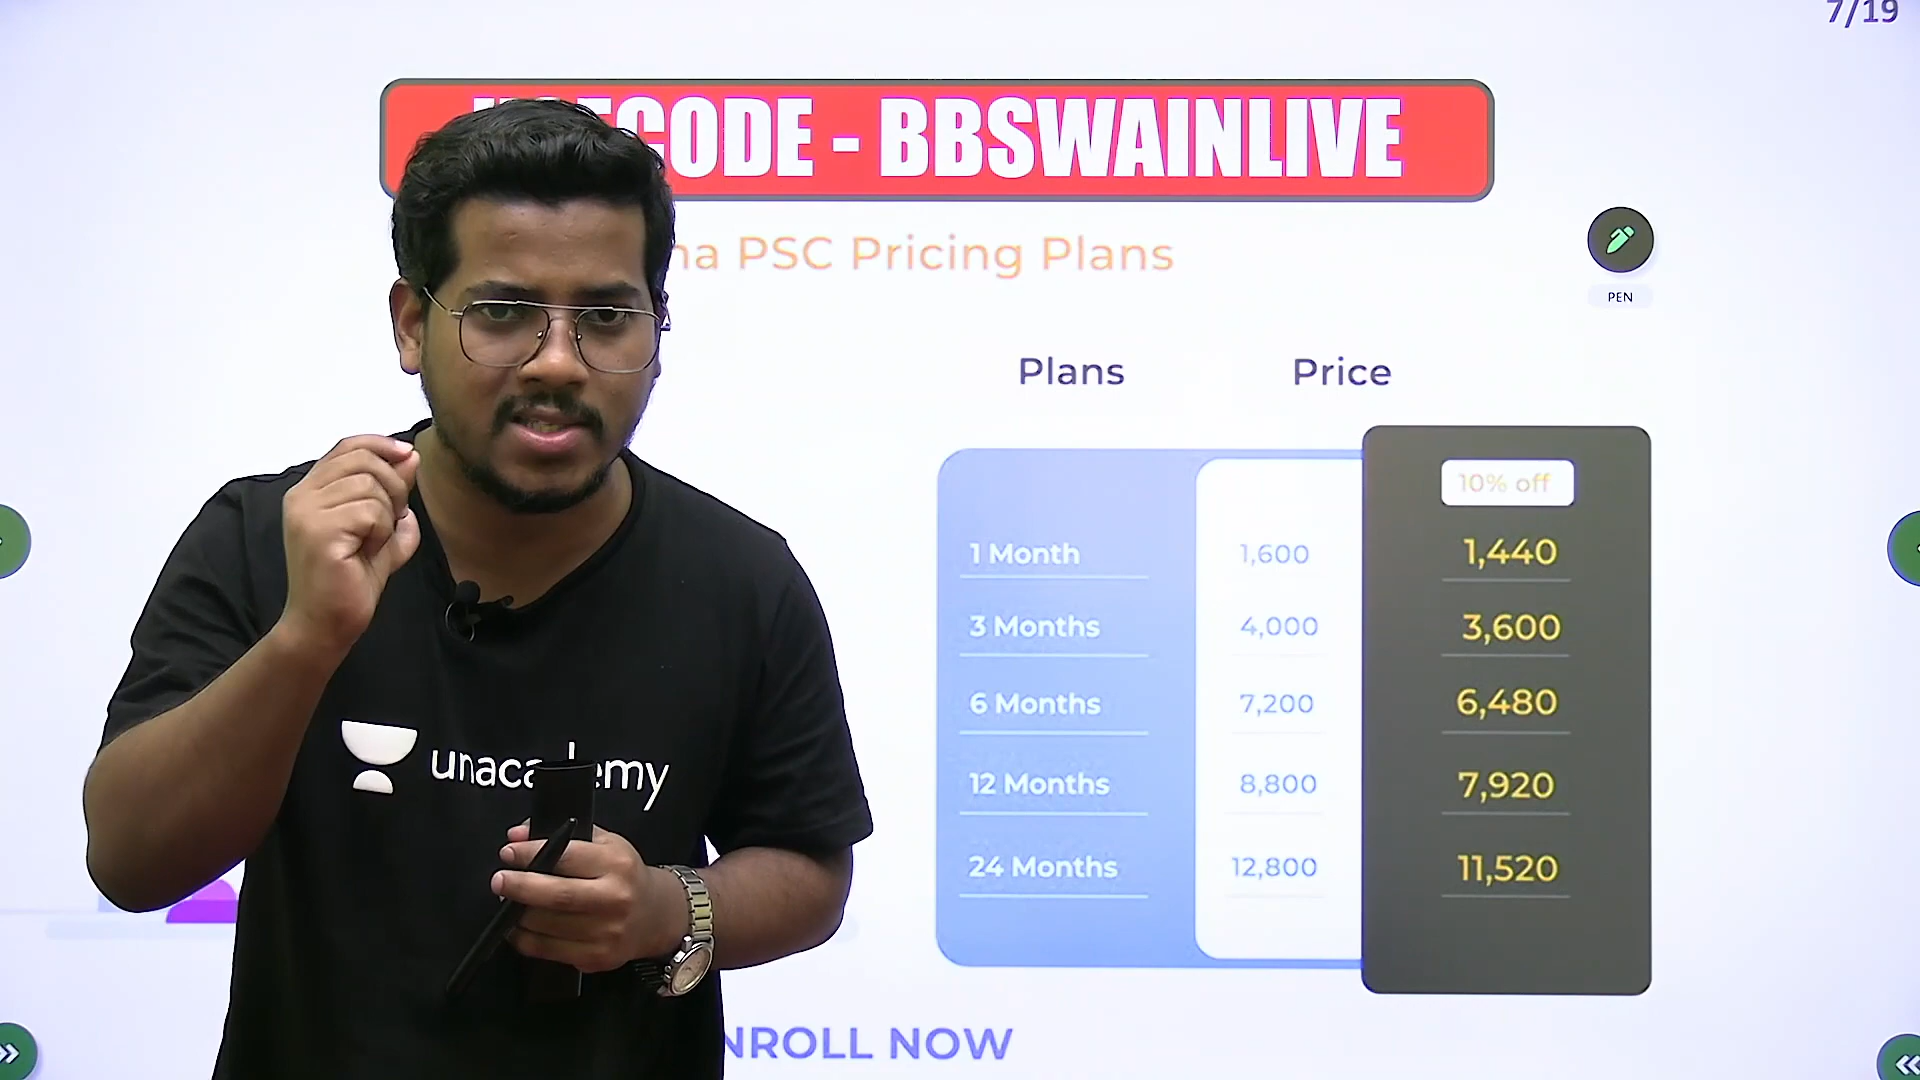 7/19
CODE - BBSWAINLIVE
PSC Pricing Plans
PEN
Plans Price
10% off
1 Month 1,600 1,440
3 Months 4,000 3,600
6 Months 7,200 6,480
12 Months 8,800 7,920
24 Months 12,800 11,520
unacademy
NROLL NOW